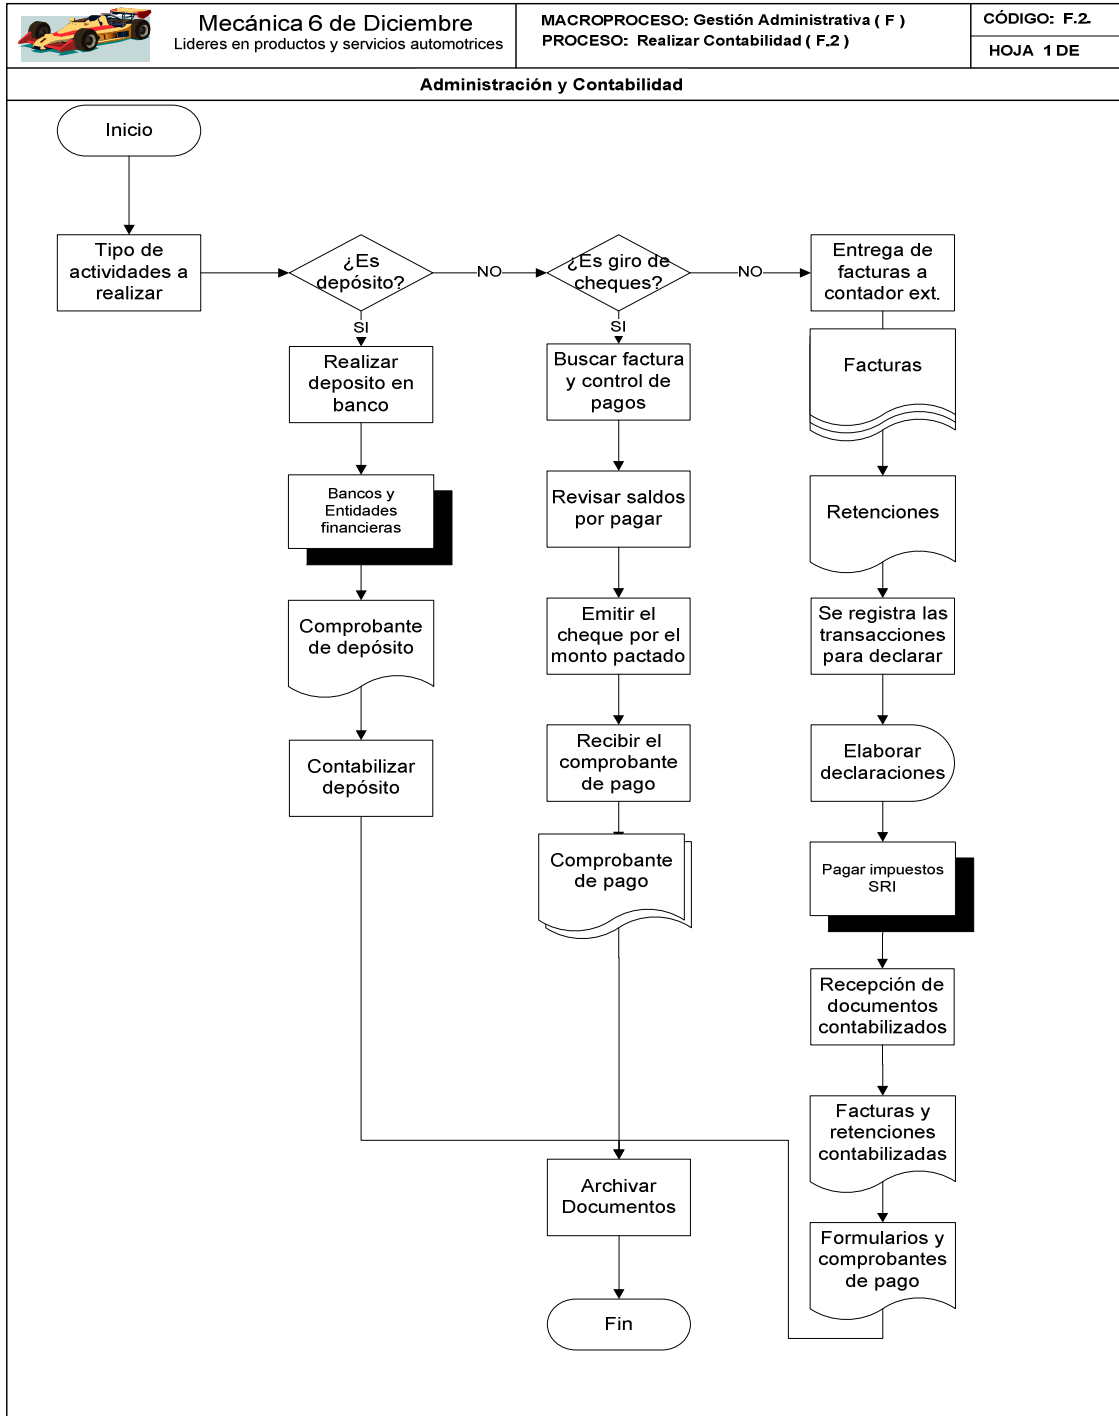 Mecánica 6 de Diciembre
Lideres en productos y servicios automotrices
MACROPROCESO: Gestión Administrativa ( F )
PROCESO: Realizar Contabilidad ( F.2 )
CÓDIGO: F.2.
HOJA 1 DE
Administración y Contabilidad
Inicio
Tipo de
actividades a
realizar
¿Es
depósito?
NO
¿Es giro de
cheques?
NO
Entrega de
facturas a
contador ext.
SI
Realizar
deposito en
banco
Bancos y
Entidades
financieras
Comprobante
de depósito
Contabilizar
depósito
SI
Buscar factura
y control de
pagos
Revisar saldos
por pagar
Emitir el
cheque por el
monto pactado
Recibir el
comprobante
de pago
Comprobante
de pago
Facturas
Retenciones
Se registra las
transacciones
para declarar
Elaborar
declaraciones
Pagar impuestos
SRI
Recepción de
documentos
contabilizados
Facturas y
retenciones
contabilizadas
Formularios y
comprobantes
de pago
Archivar
Documentos
Fin